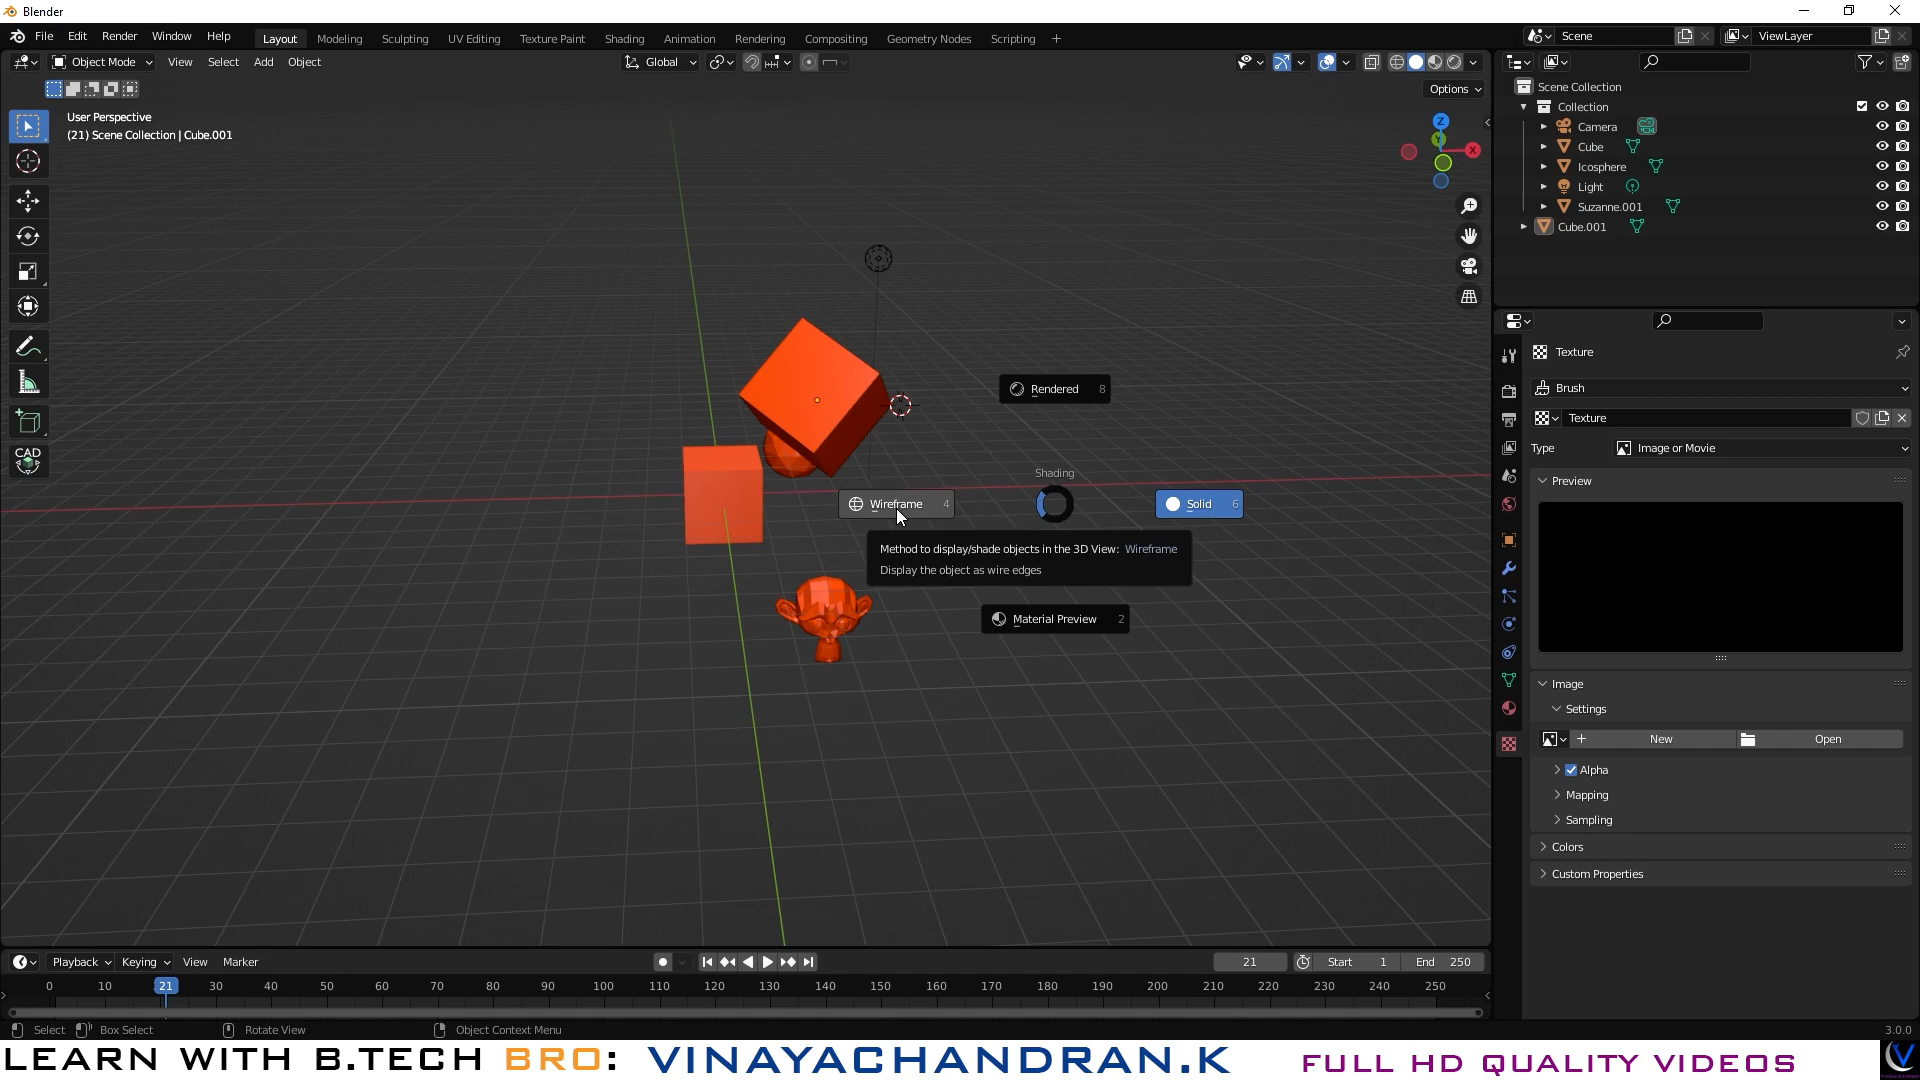 Blender
File Edit Render Window Help
Layout Modeling Sculpting UV Editing Texture Paint Shading Animation Rendering Compositing Geometry Nodes Scripting +
Scene
ViewLayer
Object Mode View Select Add Object
Global
Options
User Perspective
(21) Scene Collection | Cube.001
Z
Y
X
CAD
Rendered 8
Shading
Wireframe 4
Solid 6
Method to display/shade objects in the 3D View: Wireframe
Display the object as wire edges
Material Preview 2
Scene Collection
Collection
Camera
Cube
Icosphere
Light
Suzanne.001
Cube.001
Texture
Brush
Texture
Type Image or Movie
Preview
Image
Settings
New
Open
Alpha
Mapping
Sampling
Colors
Custom Properties
Playback Keying View Marker
21
Start 1
End 250
0 10 21 30 40 50 60 70 80 90 100 110 120 130 140 150 160 170 180 190 200 210 220 230 240 250
Select Box Select Rotate View Object Context Menu
3.0.0
LEARN WITH B.TECH BRO: VINAYACHANDRAN.K FULL HD QUALITY VIDEOS